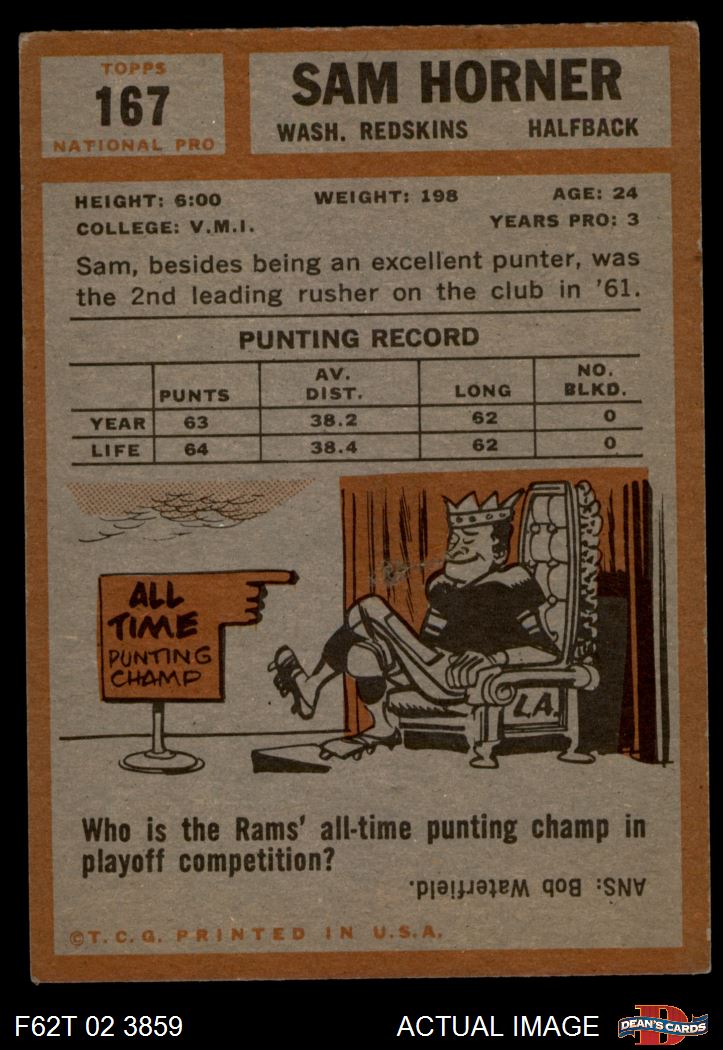 TOPPS
167
NATIONAL PRO
SAM HORNER
WASH. REDSKINS HALFBACK
HEIGHT: 6:00 WEIGHT: 198 AGE: 24
COLLEGE: V.M.I. YEARS PRO: 3
Sam, besides being an excellent punter, was
the 2nd leading rusher on the club in '61.
PUNTING RECORD
PUNTS AV. DIST. LONG NO. BLKD.
YEAR 63 38.2 62 0
LIFE 64 38.4 62 0
ALL
TIME
PUNTING
CHAMP
L.A.
Who is the Rams' all-time punting champ in
playoff competition?
ANS: Bob Waterfield.
©T.C.G. PRINTED IN U.S.A.
F62T 02 3859 ACTUAL IMAGE DEAN'S CARDS